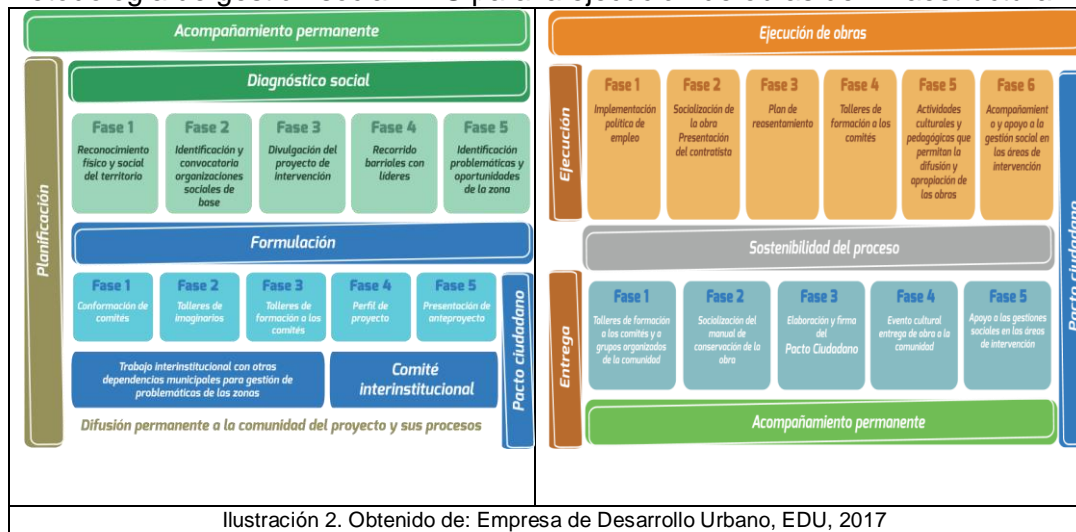 Acompañamiento permanente
Planificación
Diagnóstico social
Fase 1
Reconocimiento
físico y social
del territorio
Fase 2
Identificación y
convocatoria
organizaciones
sociales de
base
Fase 3
Divulgación del
proyecto de
intervención
Fase 4
Recorrido
barriales con
líderes
Fase 5
Identificación
problemáticas y
oportunidades
de la zona
Formulación
Fase 1
Conformación de
comités
Fase 2
Talleres de
imaginarios
Fase 3
Talleres de
formación a los
comités
Fase 4
Perfil de
proyecto
Fase 5
Presentación de
anteproyecto
Pacto ciudadano
Trabajo interinstitucional con otras
dependencias municipales para gestión de
problemáticas de las zonas
Comité
interinstitucional
Difusión permanente a la comunidad del proyecto y sus procesos
Ejecución de obras
Ejecución
Fase 1
Implementación
política de
empleo
Fase 2
Socialización de
la obra
Presentación
del contratista
Fase 3
Plan de
reasentamiento
Fase 4
Talleres de
formación a los
comités
Fase 5
Actividades
culturales y
pedagógicas que
permitan la
difusión y
apropiación de
las obras
Fase 6
Acompañamient
o y apoyo a la
gestión social en
las áreas de
intervención
Pacto ciudadano
Sostenibilidad del proceso
Entrega
Fase 1
Talleres de formación
a los comités y a
grupos organizados
de la comunidad
Fase 2
Socialización del
manual de
conservación de la
obra
Fase 3
Elaboración y firma
del
Pacto Ciudadano
Fase 4
Evento cultural
entrega de obra a la
comunidad
Fase 5
Apoyo a las gestiones
sociales en las áreas
de intervención
Acompañamiento permanente
Ilustración 2. Obtenido de: Empresa de Desarrollo Urbano, EDU, 2017